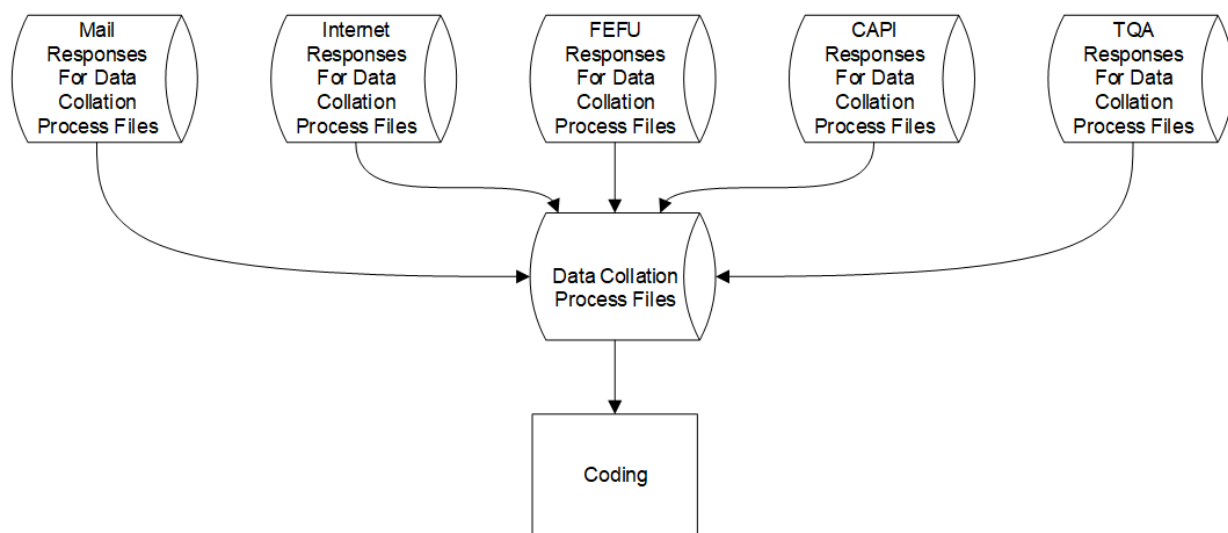 Mail
Responses
For Data
Collation
Process Files
Internet
Responses
For Data
Collation
Process Files
FEFU
Responses
For Data
Collation
Process Files
CAPI
Responses
For Data
Collation
Process Files
TQA
Responses
For Data
Collation
Process Files
Data Collation
Process Files
Coding